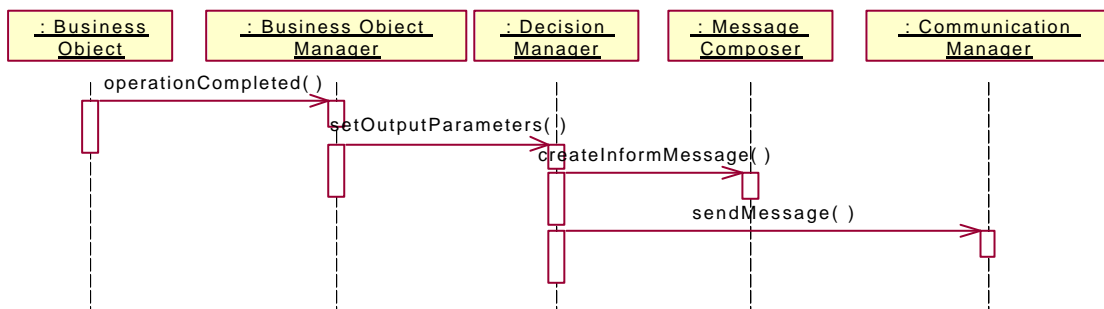 : Business
Object
: Business Object
Manager
: Decision
Manager
: Message
Composer
: Communication
Manager
operationCompleted( )
setOutputParameters( )
createInformMessage( )
sendMessage( )